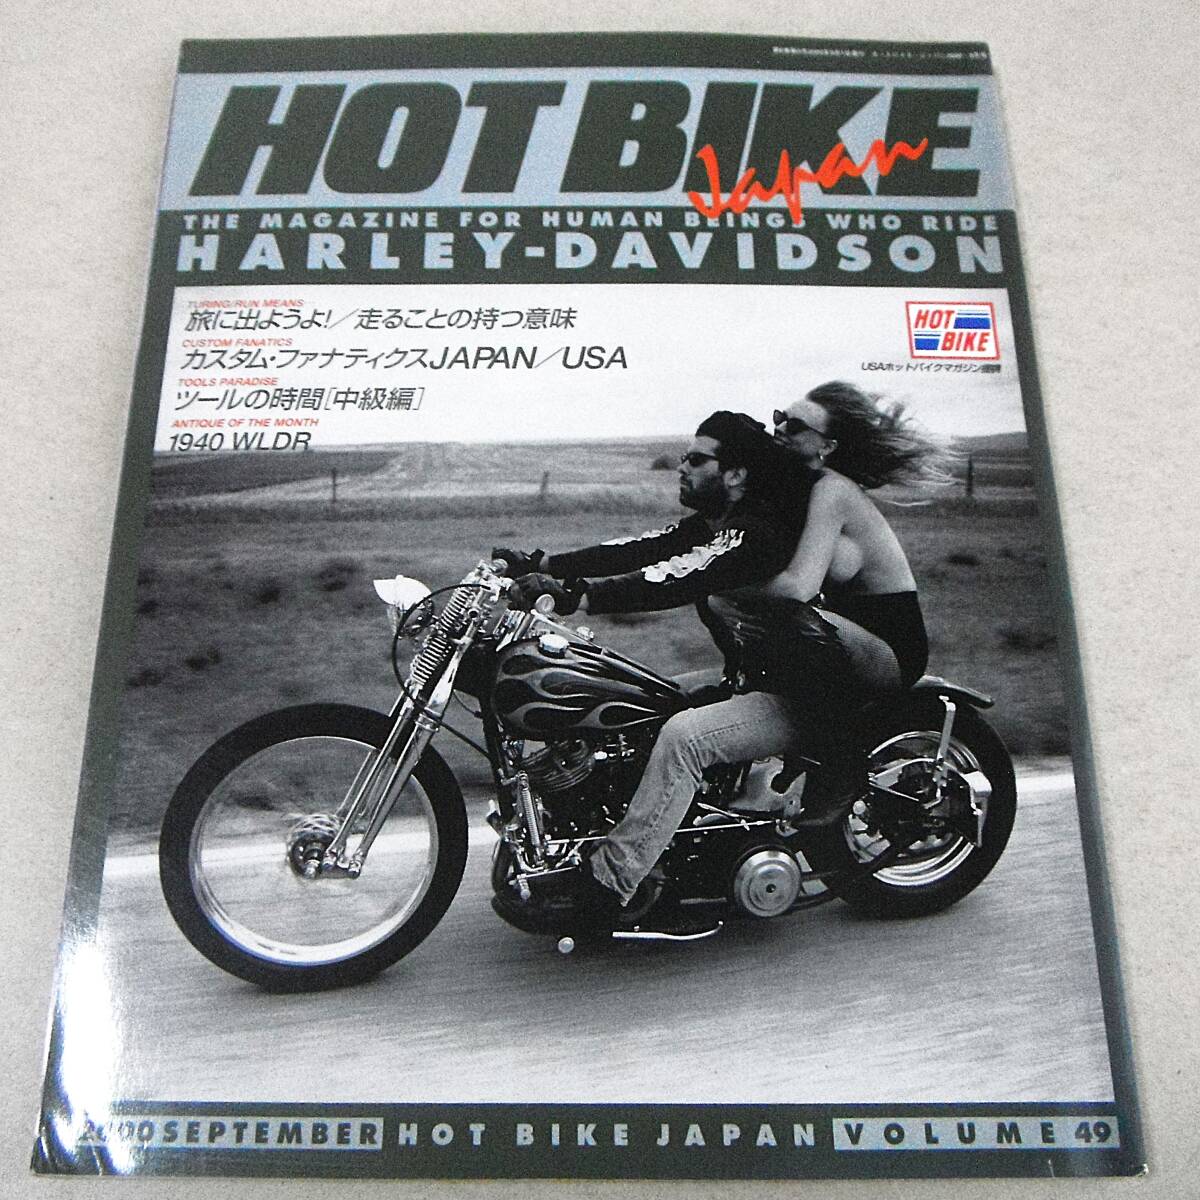 HOT BIKE
Japan
THE MAGAZINE FOR HUMAN BEINGS WHO RIDE
HARLEY-DAVIDSON
TURING/RUN MEANS…
旅に出ようよ!／走ることの持つ意味
CUSTOM FANATICS
カスタム・ファナティクスJAPAN／USA
TOOLS PARADISE
ツールの時間[中級編]
ANTIQUE OF THE MONTH
1940 WLDR
HOT
BIKE
USAホットバイクマガジン提携
2000 SEPTEMBER HOT BIKE JAPAN VOLUME 49